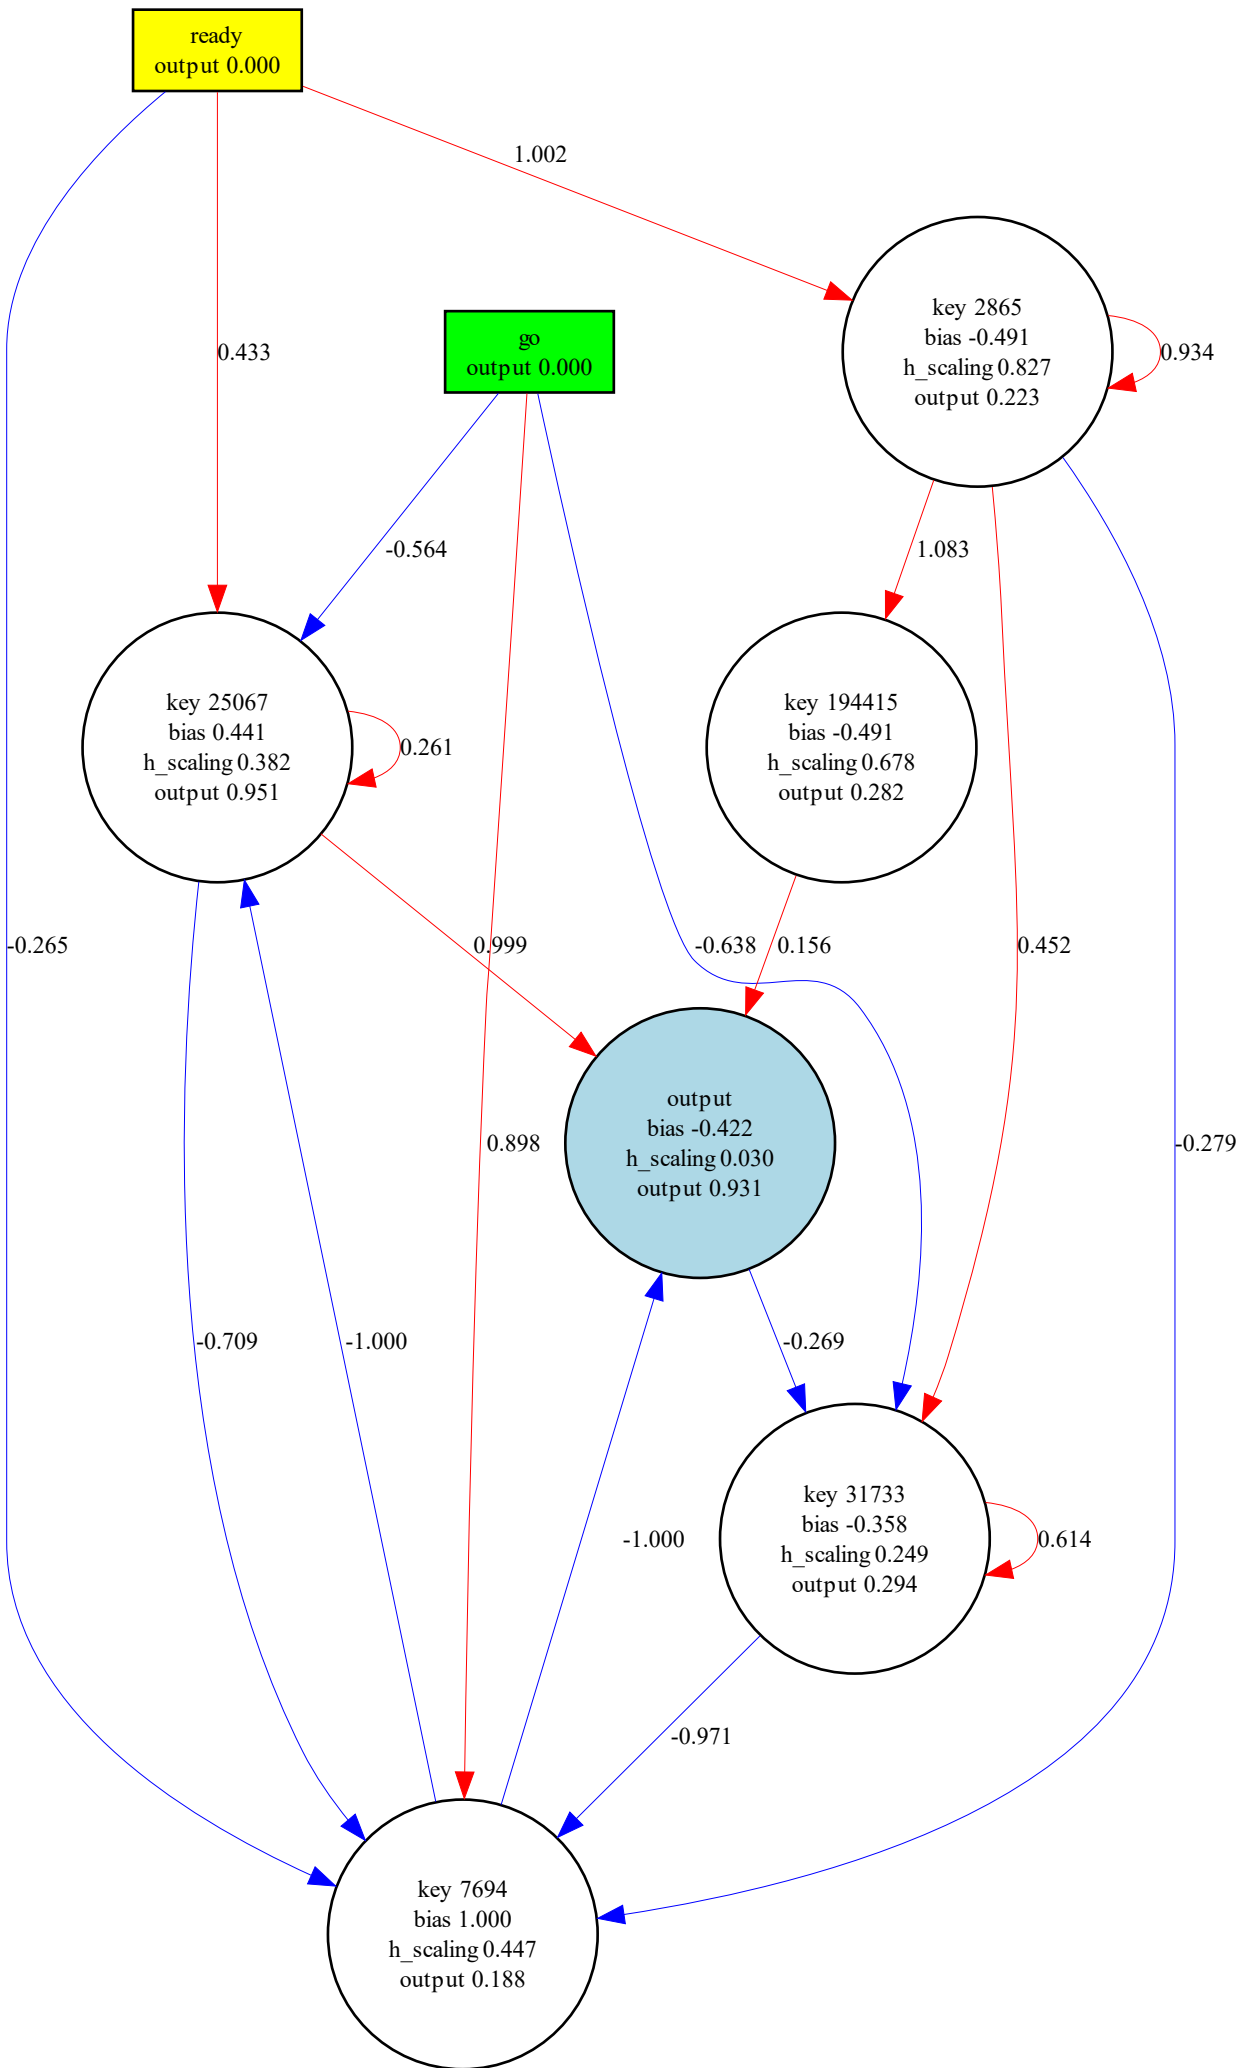 ready
output 0.000
1.002
key 2865
bias -0.491
h_scaling 0.827
output 0.223
0.934
go
output 0.000
0.433
-0.564
1.083
key 25067
bias 0.441
h_scaling 0.382
output 0.951
0.261
key 194415
bias -0.491
h_scaling 0.678
output 0.282
-0.265
0.999
-0.638
0.156
0.452
output
bias -0.422
h_scaling 0.030
output 0.931
0.898
-0.279
-0.709
-1.000
-0.269
key 31733
bias -0.358
h_scaling 0.249
output 0.294
-1.000
0.614
-0.971
key 7694
bias 1.000
h_scaling 0.447
output 0.188